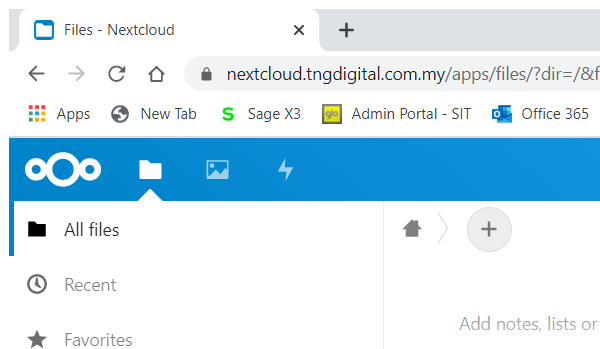 Files - Nextcloud
nextcloud.tngdigital.com.my/apps/files/?dir=/&f
Apps New Tab S Sage X3 glo Admin Portal - SIT Office 365
All files
Recent
Favorites
Add notes, lists or